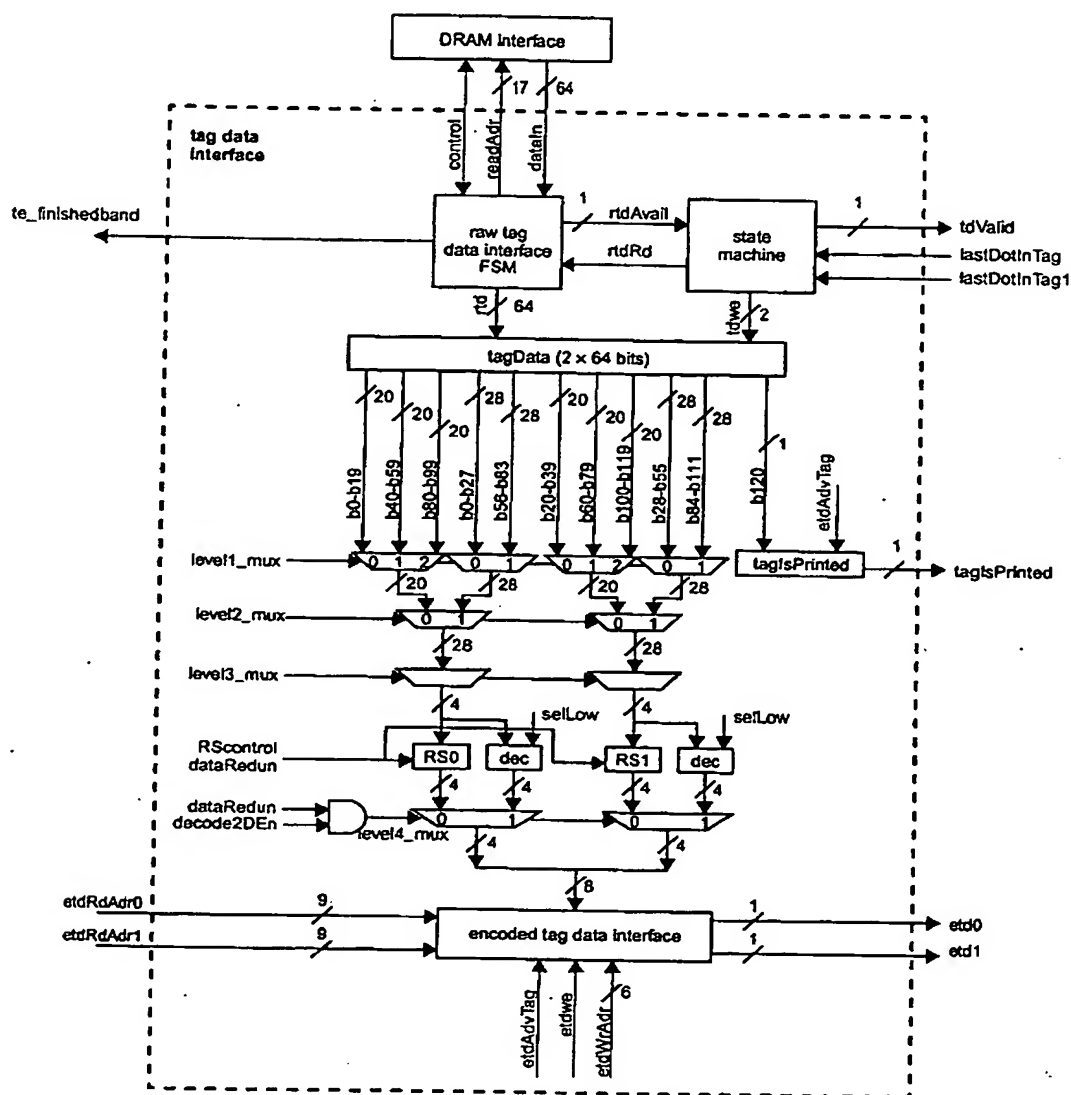 DRAM Interface
17
64
control
readAdr
dataIn
tag data
interface
te_finishedband
raw tag
data interface
FSM
1
rtdAvail
rtdRd
state
machine
1
tdValid
lastDotInTag
lastDotInTag1
rtd
64
tdwe
2
tagData (2 x 64 bits)
20
20
20
28
28
20
20
20
28
28
1
b0-b19
b40-b59
b80-b99
b0-b27
b56-b83
b20-b39
b60-b79
b100-b119
b28-b55
b84-b111
b120
etdAdvTag
level1_mux
0 1 2
0 1
0 1 2
0 1
tagIsPrinted
1
tagIsPrinted
20
28
20
28
level2_mux
0 1
0 1
28
28
level3_mux
4
4
selLow
selLow
RScontrol
dataRedun
RS0
dec
RS1
dec
4
4
4
4
dataRedun
decode2DEn
level4_mux
0 1
0 1
4
4
8
etdRdAdr0
9
etdRdAdr1
9
encoded tag data interface
1
etd0
1
etd1
etdAdvTag
etdwe
etdWrAdr
6